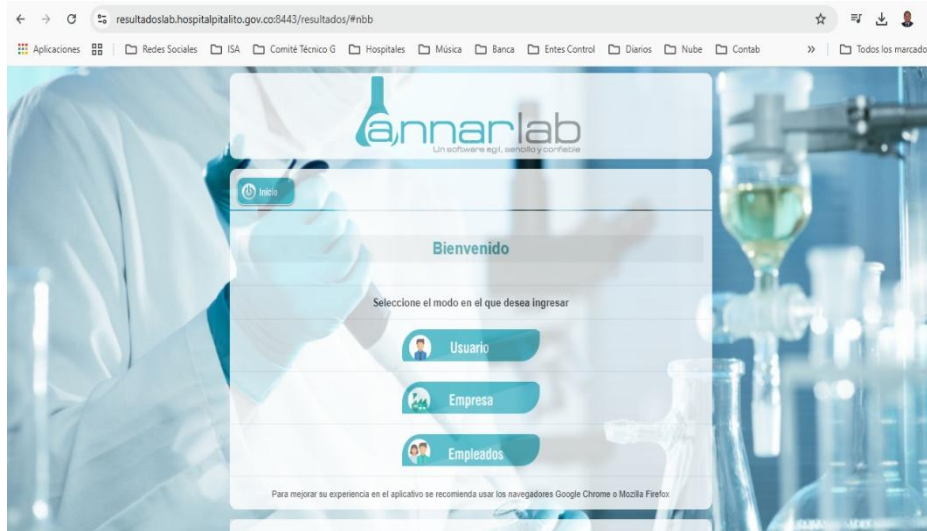 resultadoslab.hospitalpitalito.gov.co:8443/resultados/#nbb
Aplicaciones Redes Sociales ISA Comité Técnico G Hospitales Música Banca Entes Control Diarios Nube Contab » Todos los marcado
annarlab
Un software egil, sencillo y confiable
Inicio
Bienvenido
Seleccione el modo en el que desea ingresar
Usuario
Empresa
Empleados
Para mejorar su experiencia en el aplicativo se recomienda usar los navegadores Google Chrome o Mozilla Firefox